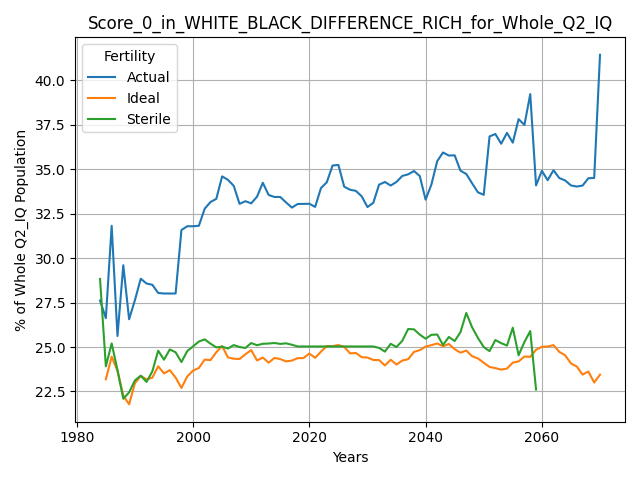 Score_0_in_WHITE_BLACK_DIFFERENCE_RICH_for_Whole_Q2_IQ
Fertility
Actual
Ideal
Sterile
% of Whole Q2_IQ Population
40.0
37.5
35.0
32.5
30.0
27.5
25.0
22.5
1980
2000
2020
2040
2060
Years